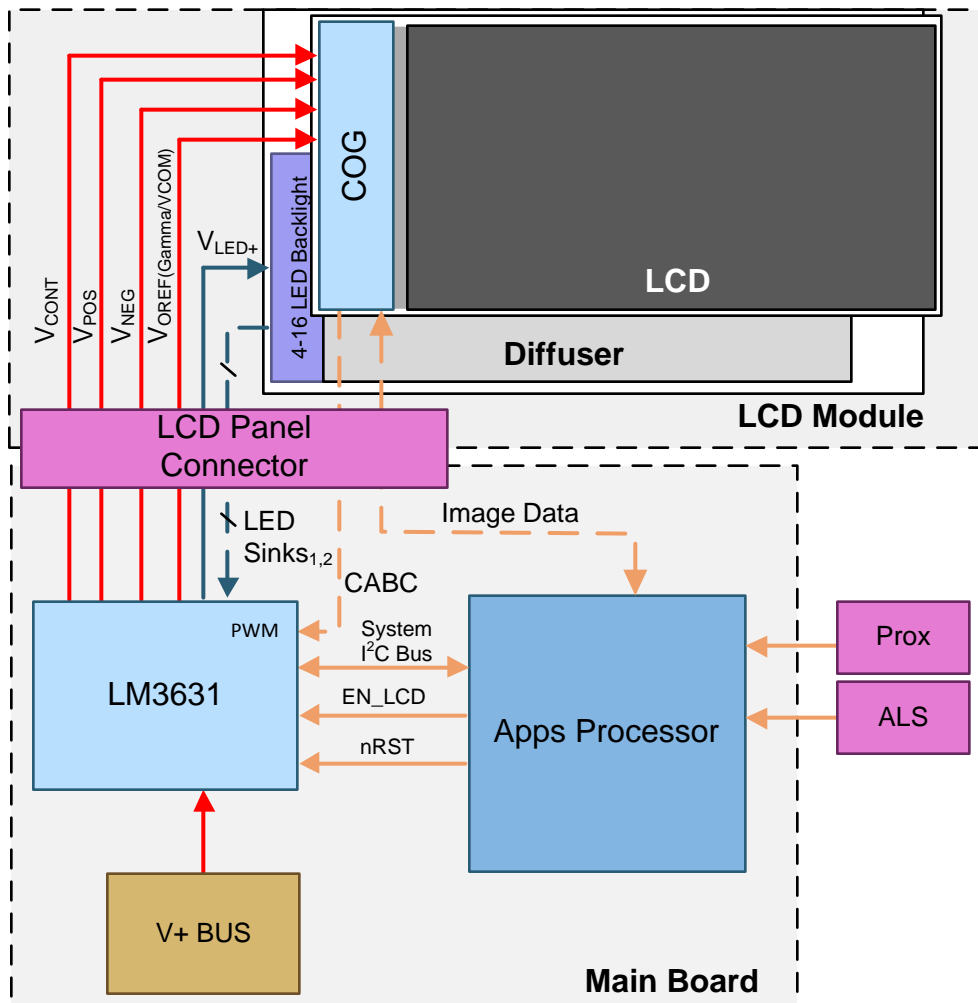 COG
LCD
4-16 LED Backlight
Diffuser
LCD Module
VCONT
VPOS
VNEG
VOREF(Gamma/VCOM)
VLED+
LCD Panel
Connector
LED
Sinks1,2
Image Data
CABC
PWM
LM3631
System
I²C Bus
EN_LCD
nRST
Apps Processor
Prox
ALS
V+ BUS
Main Board